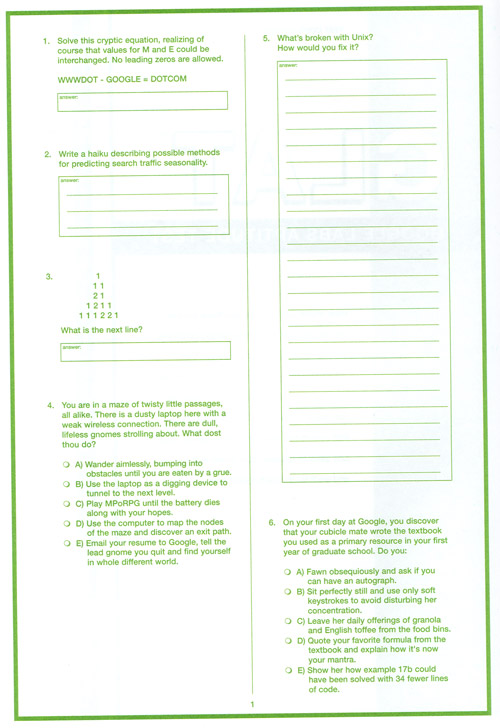 1. Solve this cryptic equation, realizing of
course that values for M and E could be
interchanged. No leading zeros are allowed.
WWWDOT - GOOGLE = DOTCOM
answer:
2. Write a haiku describing possible methods
for predicting search traffic seasonality.
answer:
3. 1
1 1
2 1
1 2 1 1
1 1 1 2 2 1
What is the next line?
answer:
4. You are in a maze of twisty little passages,
all alike. There is a dusty laptop here with a
weak wireless connection. There are dull,
lifeless gnomes strolling about. What dost
thou do?
A) Wander aimlessly, bumping into
obstacles until you are eaten by a grue.
B) Use the laptop as a digging device to
tunnel to the next level.
C) Play MPoRPG until the battery dies
along with your hopes.
D) Use the computer to map the nodes
of the maze and discover an exit path.
E) Email your resume to Google, tell the
lead gnome you quit and find yourself
in whole different world.
5. What's broken with Unix?
How would you fix it?
answer:
6. On your first day at Google, you discover
that your cubicle mate wrote the textbook
you used as a primary resource in your first
year of graduate school. Do you:
A) Fawn obsequiously and ask if you
can have an autograph.
B) Sit perfectly still and use only soft
keystrokes to avoid disturbing her
concentration.
C) Leave her daily offerings of granola
and English toffee from the food bins.
D) Quote your favorite formula from the
textbook and explain how it's now
your mantra.
E) Show her how example 17b could
have been solved with 34 fewer lines
of code.
1